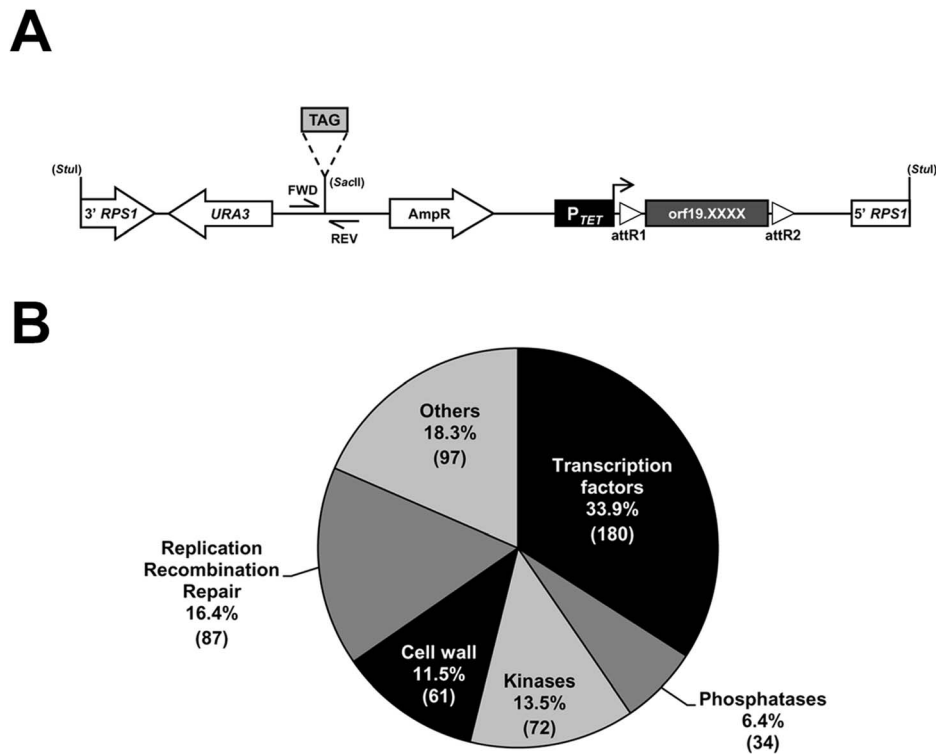 A
TAG
(StuI)
(SacII)
(StuI)
FWD
3' RPS1
URA3
AmpR
PTET
orf19.XXXX
5' RPS1
REV
attR1
attR2
B
Others
18.3%
(97)
Transcription
factors
33.9%
(180)
Replication
Recombination
Repair
16.4%
(87)
Cell wall
11.5%
(61)
Kinases
13.5%
(72)
Phosphatases
6.4%
(34)